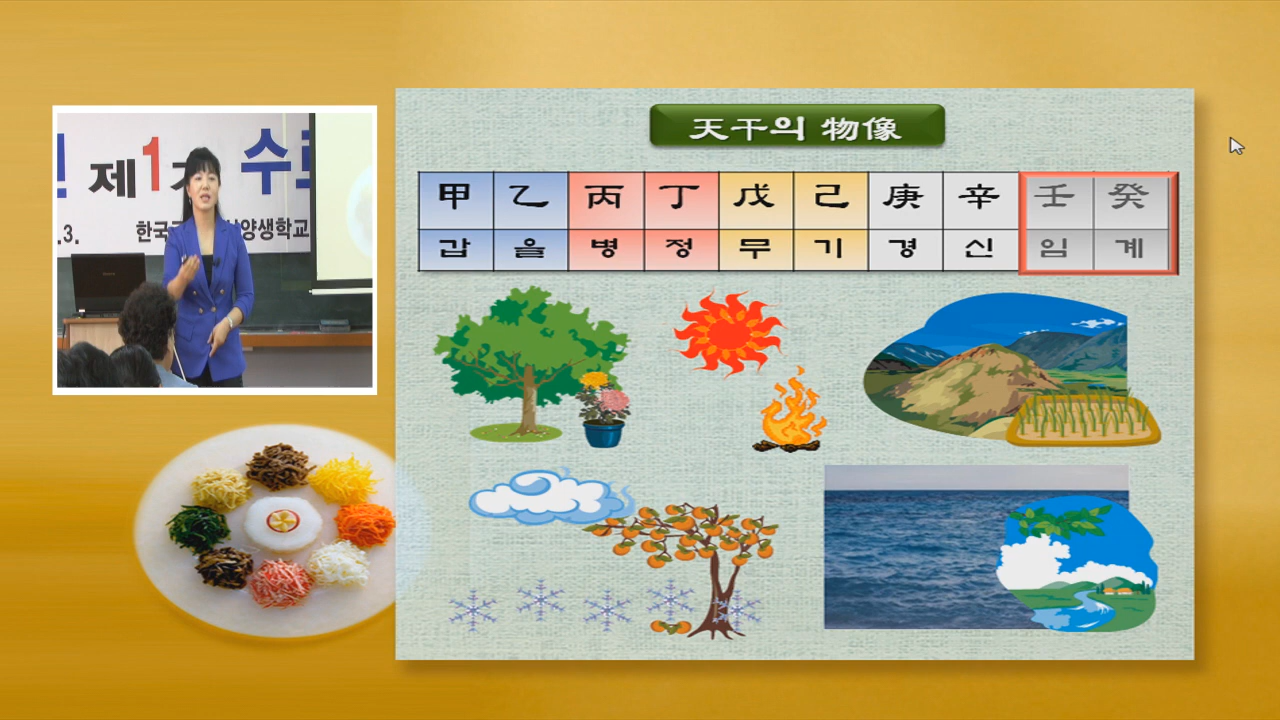 天干의 物像
甲 乙 丙 丁 戊 己 庚 辛 壬 癸
갑 을 병 정 무 기 경 신 임 계
제1
한국
양생학교
.3.